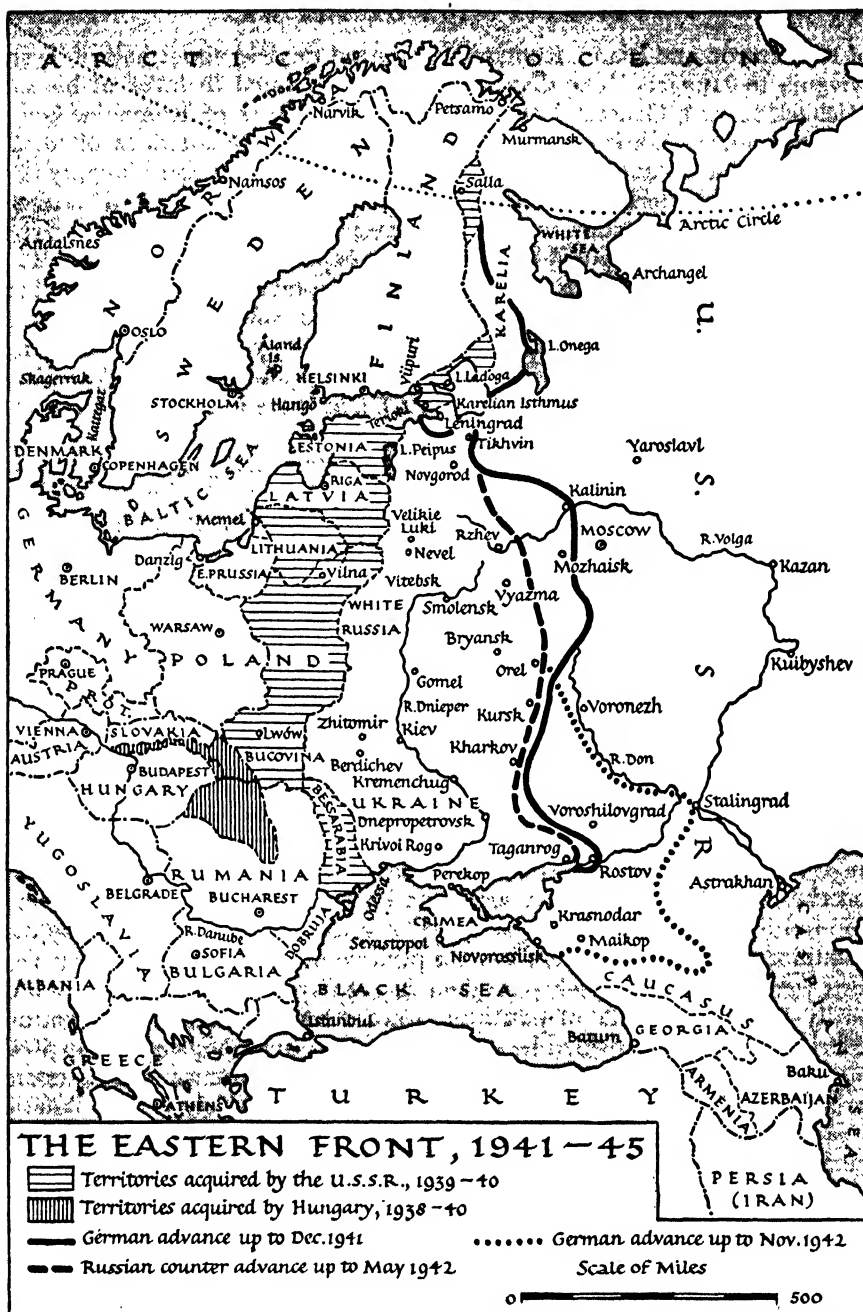 ARCTIC OCEAN
Narvik
Petsamo
Murmansk
NORWAY
SWEDEN
FINLAND
Namsos
Salla
Arctic Circle
Andalsnes
WHITE
SEA
Archangel
KARELIA
U. S. S. R.
OSLO
Åland
Is.
L.Onega
Skagerrak
HELSINKI
Viipuri
L.Ladoga
STOCKHOLM
Hangö
Karelian Isthmus
Kattegat
Terijoki
Leningrad
Tikhvin
DENMARK
ESTONIA
L.Peipus
Yaroslavl
COPENHAGEN
RIGA
Novgorod
BALTIC SEA
LATVIA
Kalinin
Memel
Velikie
Luki
Rzhev
MOSCOW
R.Volga
GERMANY
Danzig
LITHUANIA
Nevel
Mozhaisk
Kazan
BERLIN
E.PRUSSIA
Vilna
Vitebsk
Vyazma
WHITE
RUSSIA
Smolensk
WARSAW
Bryansk
POLAND
Orel
Kuibyshev
PRAGUE
PROT.
Gomel
R.Dnieper
Kursk
Voronezh
VIENNA
SLOVAKIA
Lwów
Zhitomir
Kiev
Kharkov
R.Don
AUSTRIA
BUDAPEST
BUCOVINA
Berdichev
Kremenchug
HUNGARY
BESSARABIA
UKRAINE
Stalingrad
Dnepropetrovsk
Voroshilovgrad
YUGOSLAVIA
Krivoi Rog
Taganrog
RUMANIA
Perekop
Rostov
Astrakhan
BELGRADE
BUCHAREST
Odessa
CRIMEA
Krasnodar
R.Danube
DOBRUJA
Sevastopol
Maikop
SOFIA
Novorossiisk
CASPIAN SEA
BULGARIA
ALBANIA
BLACK SEA
CAUCASUS
Istanbul
Batum
GEORGIA
GREECE
ARMENIA
AZERBAIJAN
Baku
ATHENS
TURKEY
PERSIA
(IRAN)
THE EASTERN FRONT, 1941-45
Territories acquired by the U.S.S.R., 1939-40
Territories acquired by Hungary, 1938-40
German advance up to Dec.1941
German advance up to Nov.1942
Russian counter advance up to May 1942
Scale of Miles
0 500